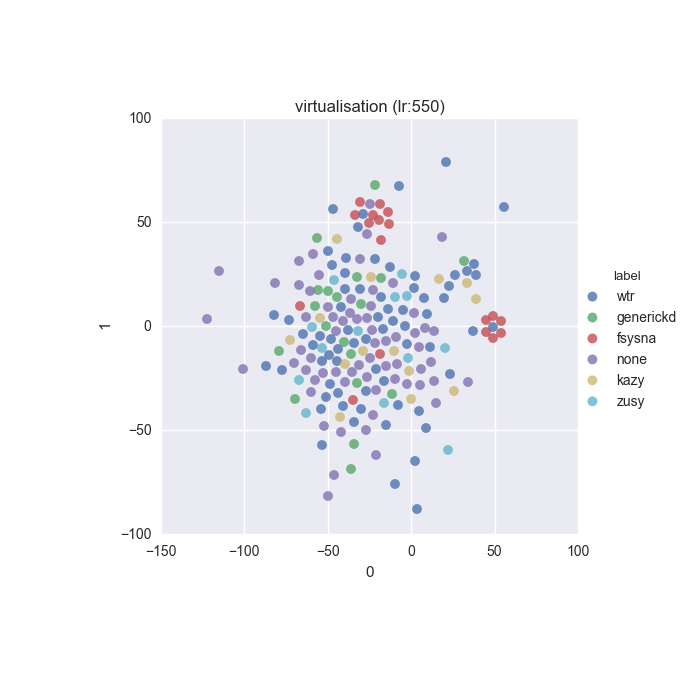 virtualisation (lr:550)
100
50
0
−50
−100
1
−150
−100
−50
0
50
100
0
label
wtr
generickd
fsysna
none
kazy
zusy